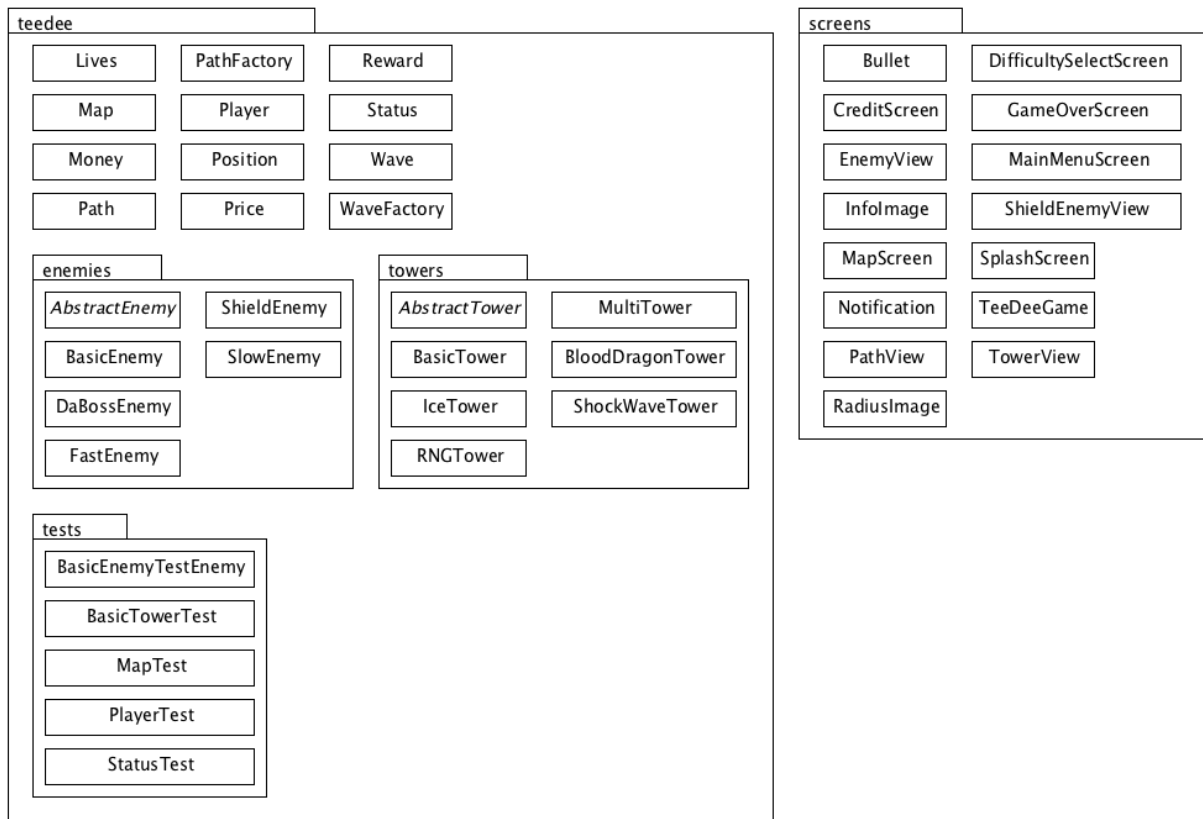 teedee
Lives
PathFactory
Reward
Map
Player
Status
Money
Position
Wave
Path
Price
WaveFactory
enemies
AbstractEnemy
ShieldEnemy
BasicEnemy
SlowEnemy
DaBossEnemy
FastEnemy
towers
AbstractTower
MultiTower
BasicTower
BloodDragonTower
IceTower
ShockWaveTower
RNGTower
tests
BasicEnemyTestEnemy
BasicTowerTest
MapTest
PlayerTest
StatusTest
screens
Bullet
DifficultySelectScreen
CreditScreen
GameOverScreen
EnemyView
MainMenuScreen
InfoImage
ShieldEnemyView
MapScreen
SplashScreen
Notification
TeeDeeGame
PathView
TowerView
RadiusImage